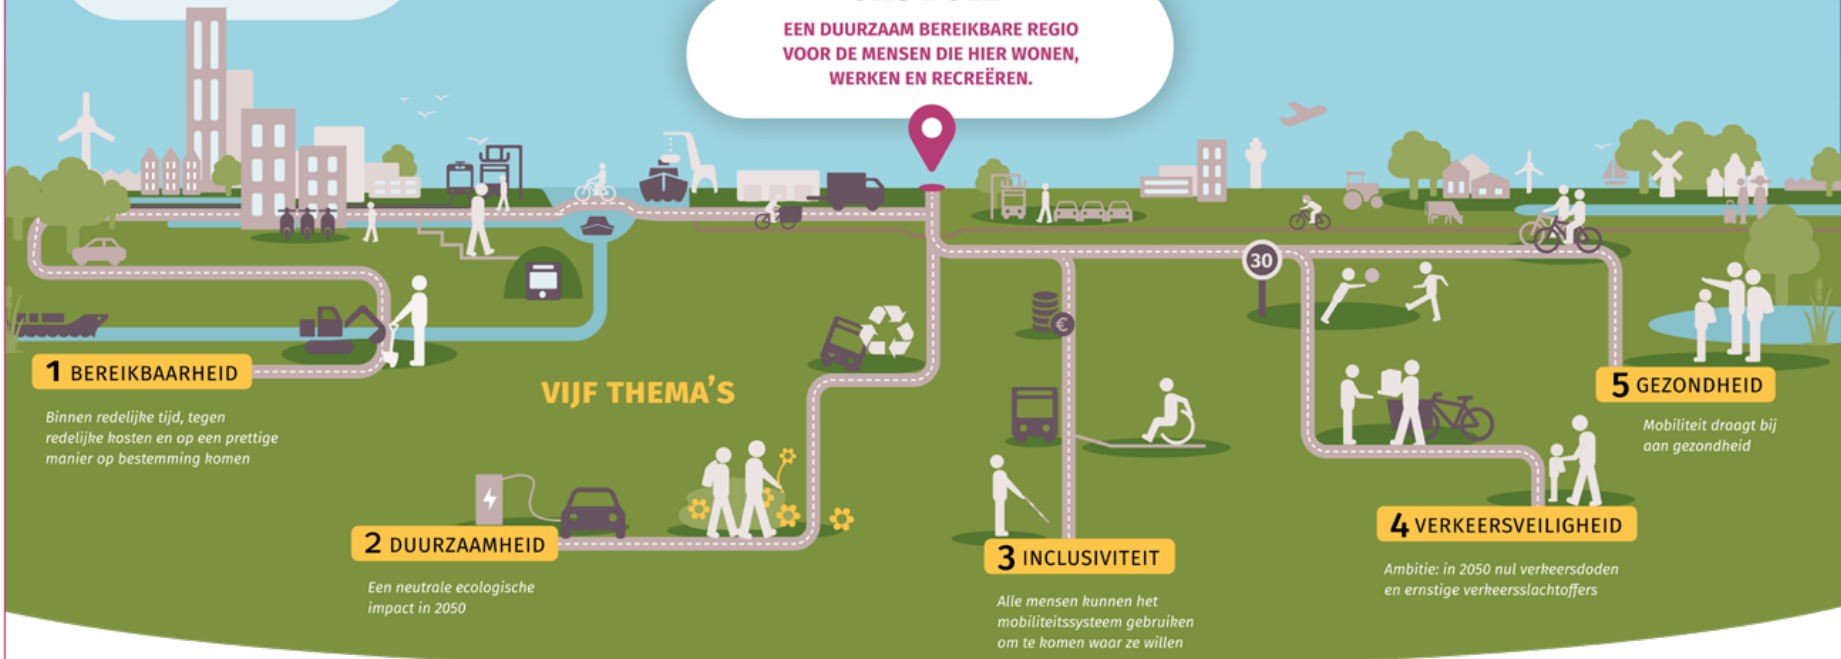 EEN DUURZAAM BEREIKBARE REGIO
VOOR DE MENSEN DIE HIER WONEN,
WERKEN EN RECREËREN.
30
€
1 BEREIKBAARHEID
Binnen redelijke tijd, tegen
redelijke kosten en op een prettige
manier op bestemming komen
VIJF THEMA'S
2 DUURZAAMHEID
Een neutrale ecologische
impact in 2050
3 INCLUSIVITEIT
Alle mensen kunnen het
mobiliteitssysteem gebruiken
om te komen waar ze willen
4 VERKEERSVEILIGHEID
Ambitie: in 2050 nul verkeersdoden
en ernstige verkeersslachtoffers
5 GEZONDHEID
Mobiliteit draagt bij
aan gezondheid